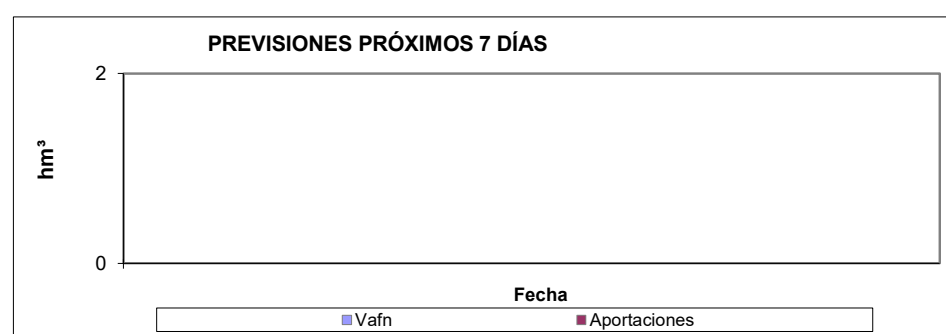 PREVISIONES PRÓXIMOS 7 DÍAS
2
hm³
0
Fecha
Vafn Aportaciones